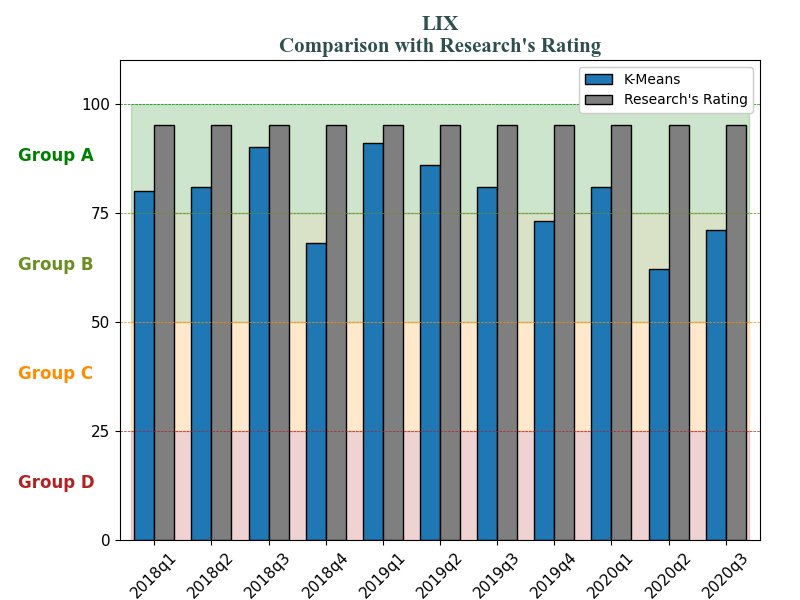 LIX
Comparison with Research's Rating
K-Means
Research's Rating
100
Group A
75
Group B
50
Group C
25
Group D
0
2018q1 2018q2 2018q3 2018q4 2019q1 2019q2 2019q3 2019q4 2020q1 2020q2 2020q3